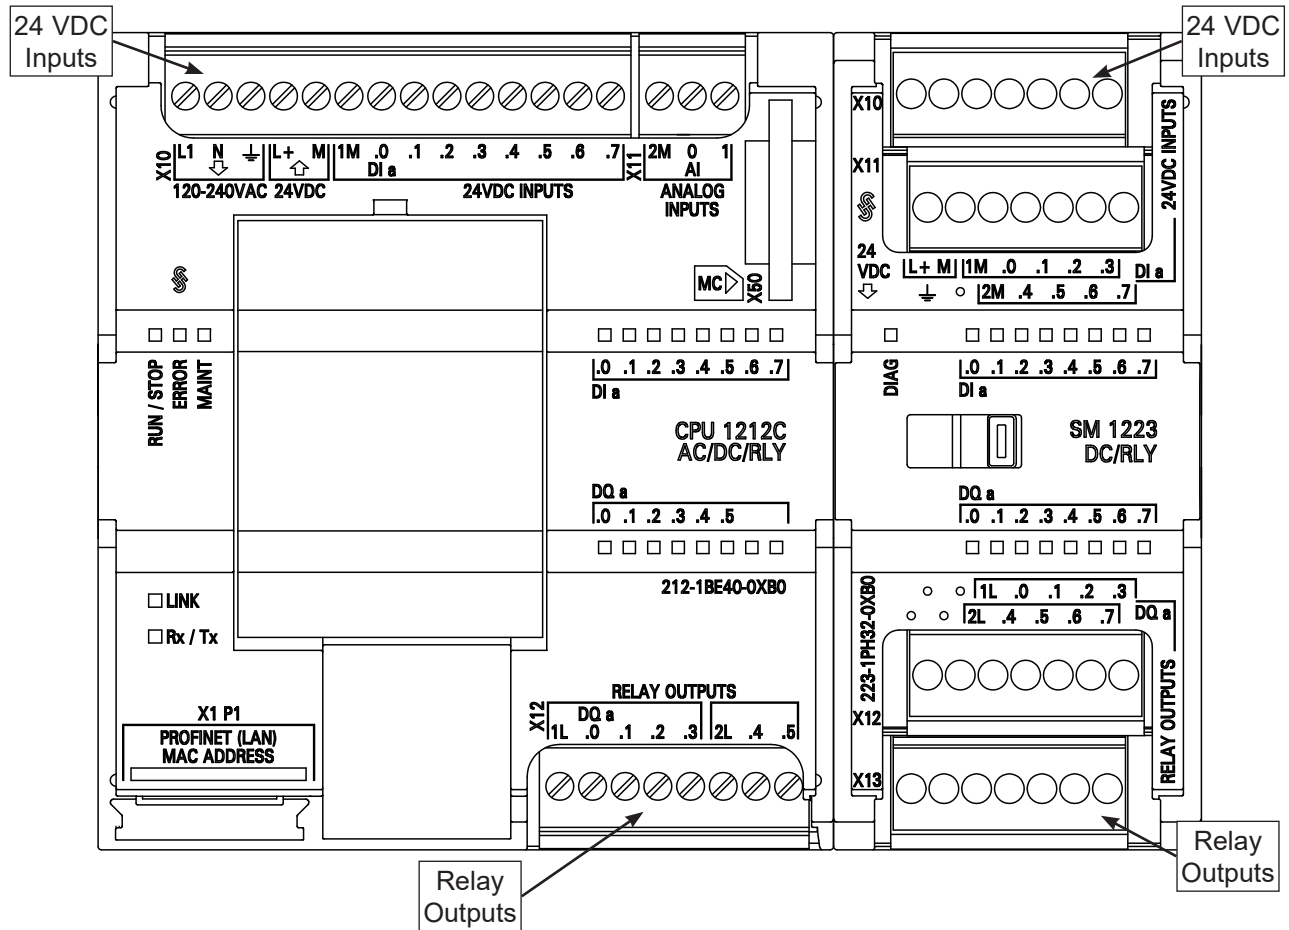 24 VDC
Inputs
24 VDC
Inputs
X10
L1 N L+ M 1M .0 .1 .2 .3 .4 .5 .6 .7
DI a
120-240VAC 24VDC 24VDC INPUTS
X11
2M 0 1
AI
ANALOG
INPUTS
MC
X50
X10
X11
24VDC INPUTS
24
VDC
L+ M 1M .0 .1 .2 .3 DI a
2M .4 .5 .6 .7
RUN / STOP
ERROR
MAINT
.0 .1 .2 .3 .4 .5 .6 .7
DI a
CPU 1212C
AC/DC/RLY
DQ a
.0 .1 .2 .3 .4 .5
DIAG
.0 .1 .2 .3 .4 .5 .6 .7
DI a
SM 1223
DC/RLY
DQ a
.0 .1 .2 .3 .4 .5 .6 .7
212-1BE40-0XB0
LINK
Rx / Tx
X1 P1
PROFINET (LAN)
MAC ADDRESS
RELAY OUTPUTS
X12
DQ a
1L .0 .1 .2 .3 2L .4 .5
223-1PH32-0XB0
1L .0 .1 .2 .3
2L .4 .5 .6 .7 DQ a
RELAY OUTPUTS
X12
X13
Relay
Outputs
Relay
Outputs